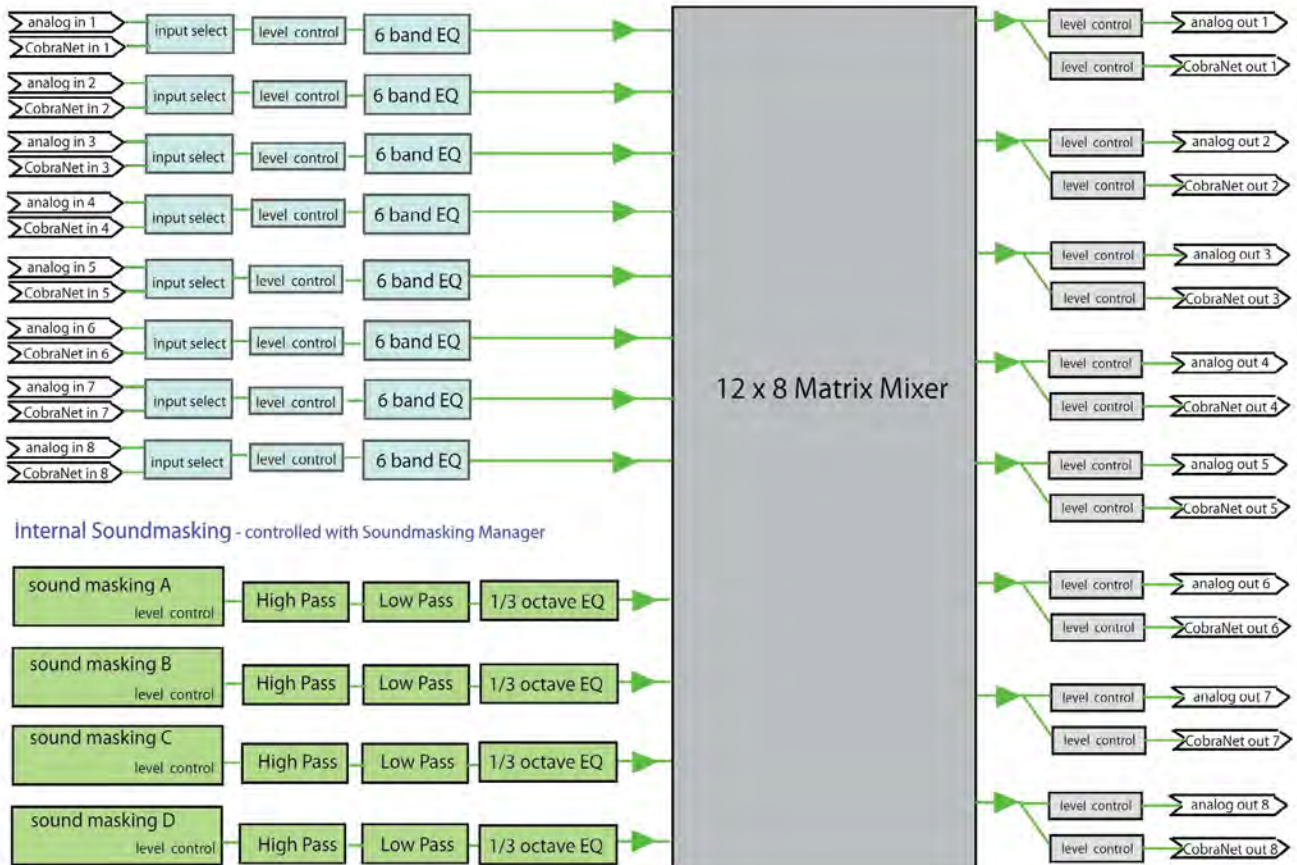 analog in 1
CobraNet in 1
input select
level control
6 band EQ
analog in 2
CobraNet in 2
input select
level control
6 band EQ
analog in 3
CobraNet in 3
input select
level control
6 band EQ
analog in 4
CobraNet in 4
input select
level control
6 band EQ
analog in 5
CobraNet in 5
input select
level control
6 band EQ
analog in 6
CobraNet in 6
input select
level control
6 band EQ
analog in 7
CobraNet in 7
input select
level control
6 band EQ
analog in 8
CobraNet in 8
input select
level control
6 band EQ
Internal Soundmasking - controlled with Soundmasking Manager
sound masking A
level control
High Pass
Low Pass
1/3 octave EQ
sound masking B
level control
High Pass
Low Pass
1/3 octave EQ
sound masking C
level control
High Pass
Low Pass
1/3 octave EQ
sound masking D
level control
High Pass
Low Pass
1/3 octave EQ
12 x 8 Matrix Mixer
level control
analog out 1
level control
CobraNet out 1
level control
analog out 2
level control
CobraNet out 2
level control
analog out 3
level control
CobraNet out 3
level control
analog out 4
level control
CobraNet out 4
level control
analog out 5
level control
CobraNet out 5
level control
analog out 6
level control
CobraNet out 6
level control
analog out 7
level control
CobraNet out 7
level control
analog out 8
level control
CobraNet out 8